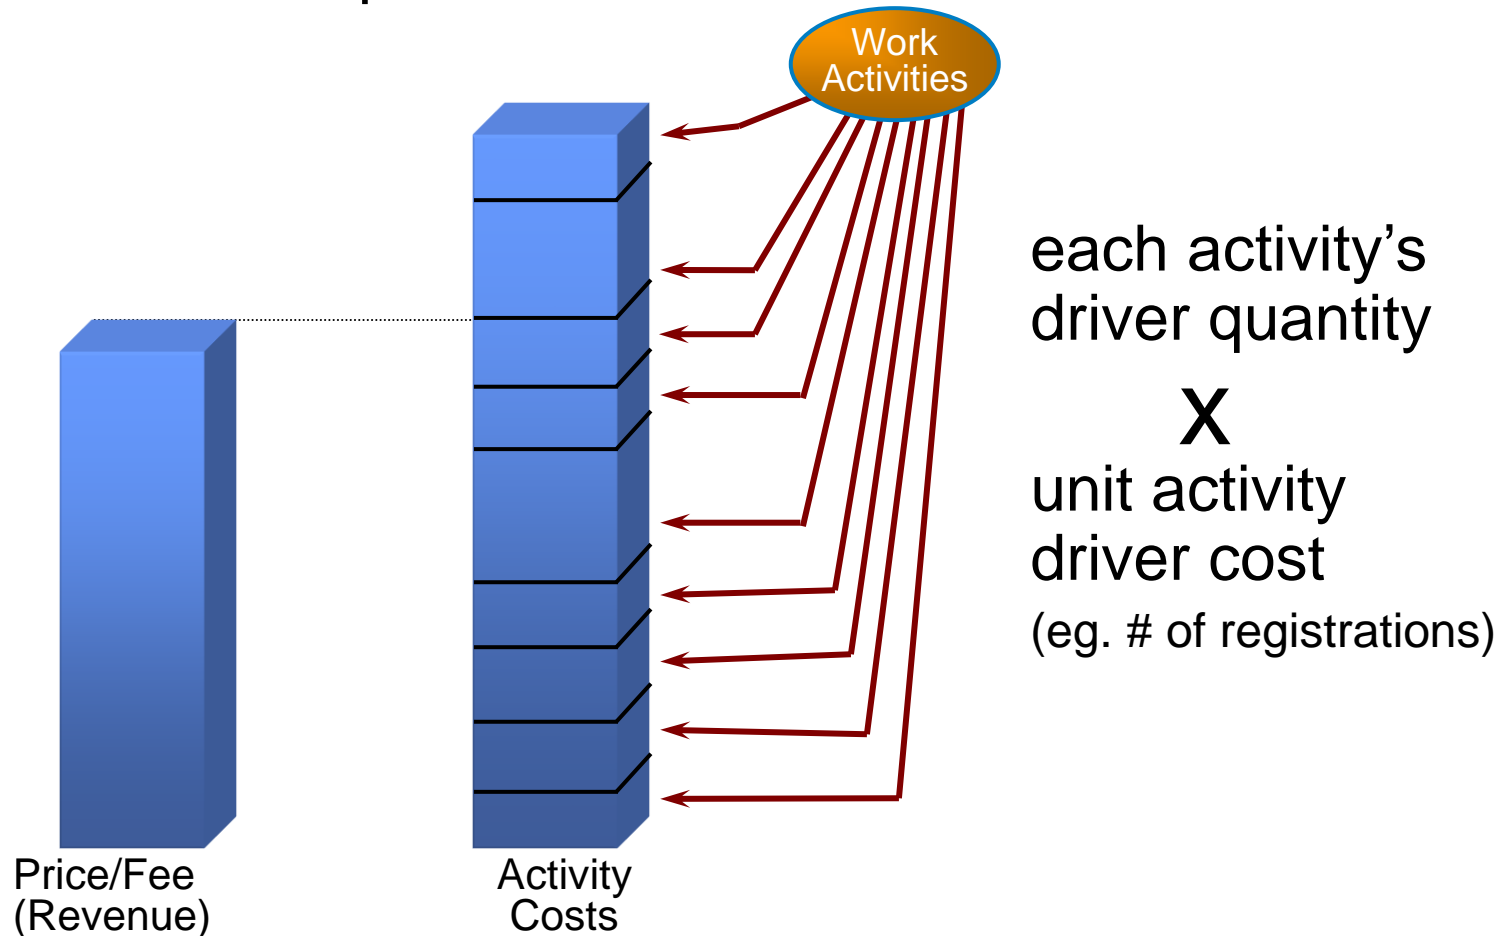 Work
Activities
each activity’s
driver quantity
x
unit activity
driver cost
(eg. # of registrations)
Price/Fee
(Revenue)
Activity
Costs